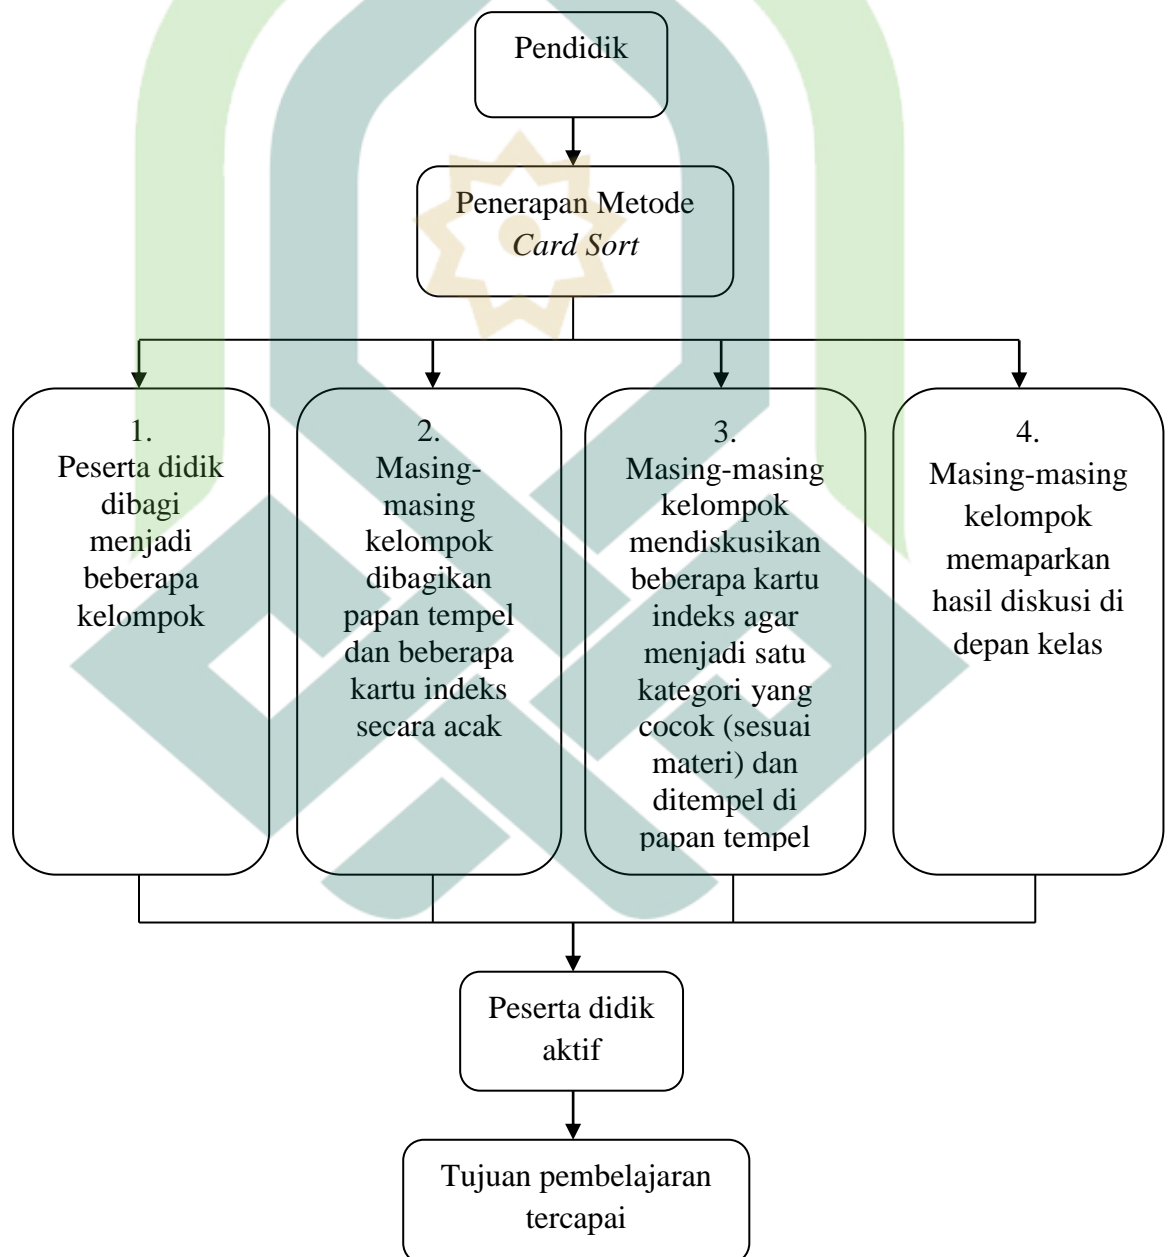 Pendidik
Penerapan Metode
Card Sort
1.
Peserta didik
dibagi
menjadi
beberapa
kelompok
2.
Masing-
masing
kelompok
dibagikan
papan tempel
dan beberapa
kartu indeks
secara acak
3.
Masing-masing
kelompok
mendiskusikan
beberapa kartu
indeks agar
menjadi satu
kategori yang
cocok (sesuai
materi) dan
ditempel di
papan tempel
4.
Masing-masing
kelompok
memaparkan
hasil diskusi di
depan kelas
Peserta didik
aktif
Tujuan pembelajaran
tercapai